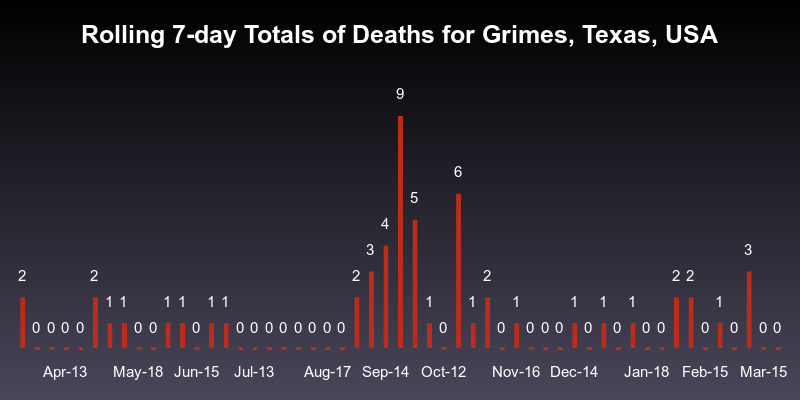 Rolling 7-day Totals of Deaths for Grimes, Texas, USA
9
6
5
4
3 3
2 2 2 2 2 2
1 1 1 1 1 1 1 1 1 1 1 1 1
0 0 0 0 0 0 0 0 0 0 0 0 0 0 0 0 0 0 0 0 0 0 0 0 0 0 0 0
Apr-13 May-18 Jun-15 Jul-13 Aug-17 Sep-14 Oct-12 Nov-16 Dec-14 Jan-18 Feb-15 Mar-15